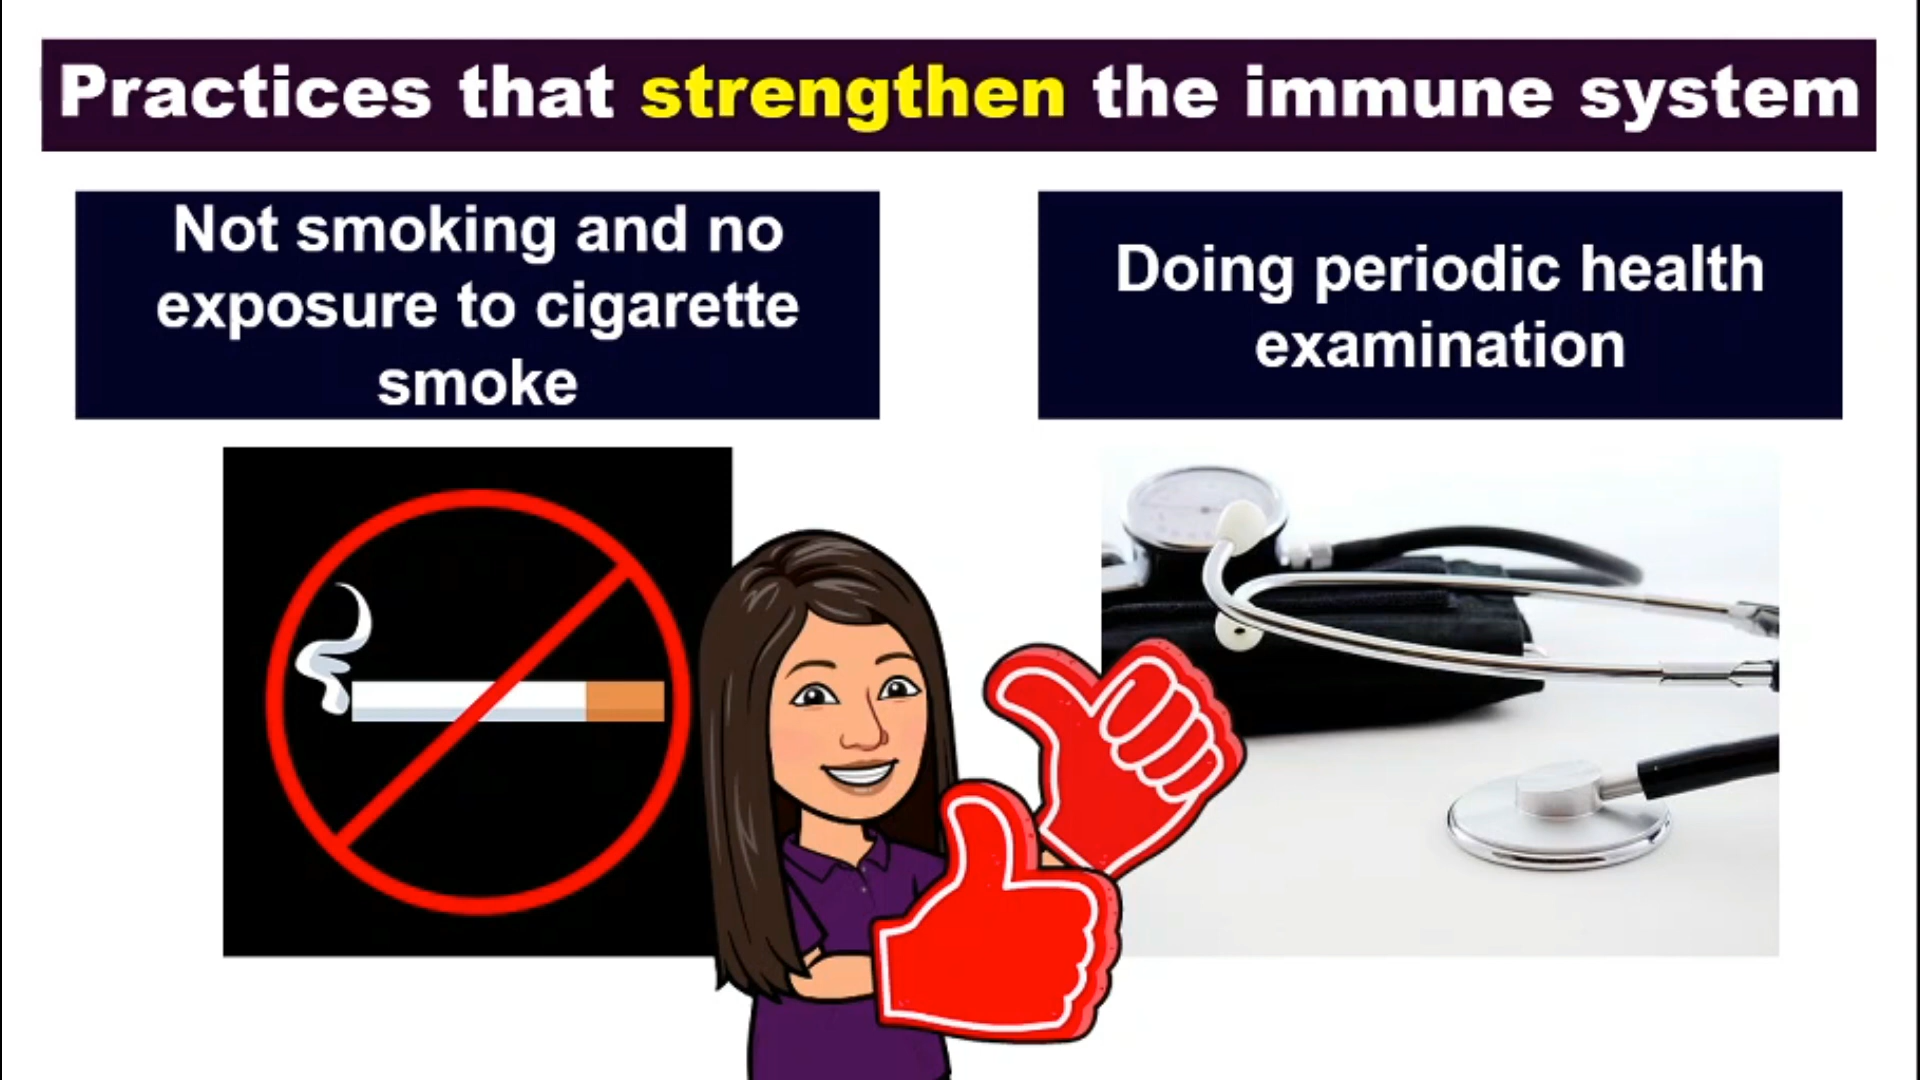 Practices that strengthen the immune system
Not smoking and no
exposure to cigarette
smoke
Doing periodic health
examination